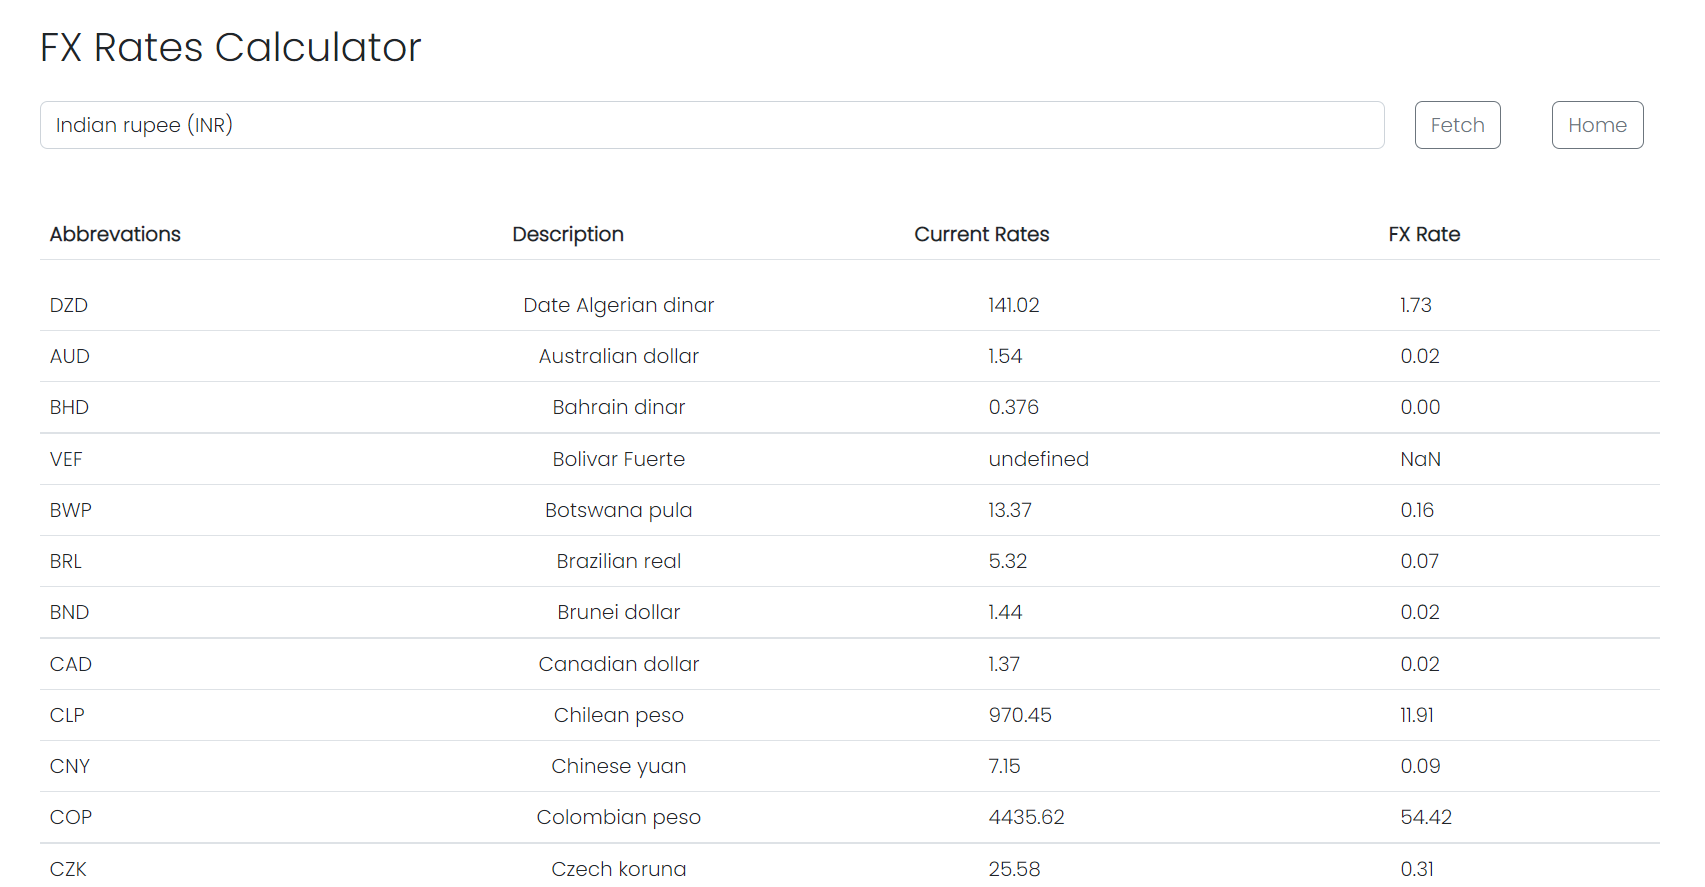 FX Rates Calculator
Indian rupee (INR) Fetch Home
Abbrevations Description Current Rates FX Rate
DZD Date Algerian dinar 141.02 1.73
AUD Australian dollar 1.54 0.02
BHD Bahrain dinar 0.376 0.00
VEF Bolivar Fuerte undefined NaN
BWP Botswana pula 13.37 0.16
BRL Brazilian real 5.32 0.07
BND Brunei dollar 1.44 0.02
CAD Canadian dollar 1.37 0.02
CLP Chilean peso 970.45 11.91
CNY Chinese yuan 7.15 0.09
COP Colombian peso 4435.62 54.42
CZK Czech koruna 25.58 0.31